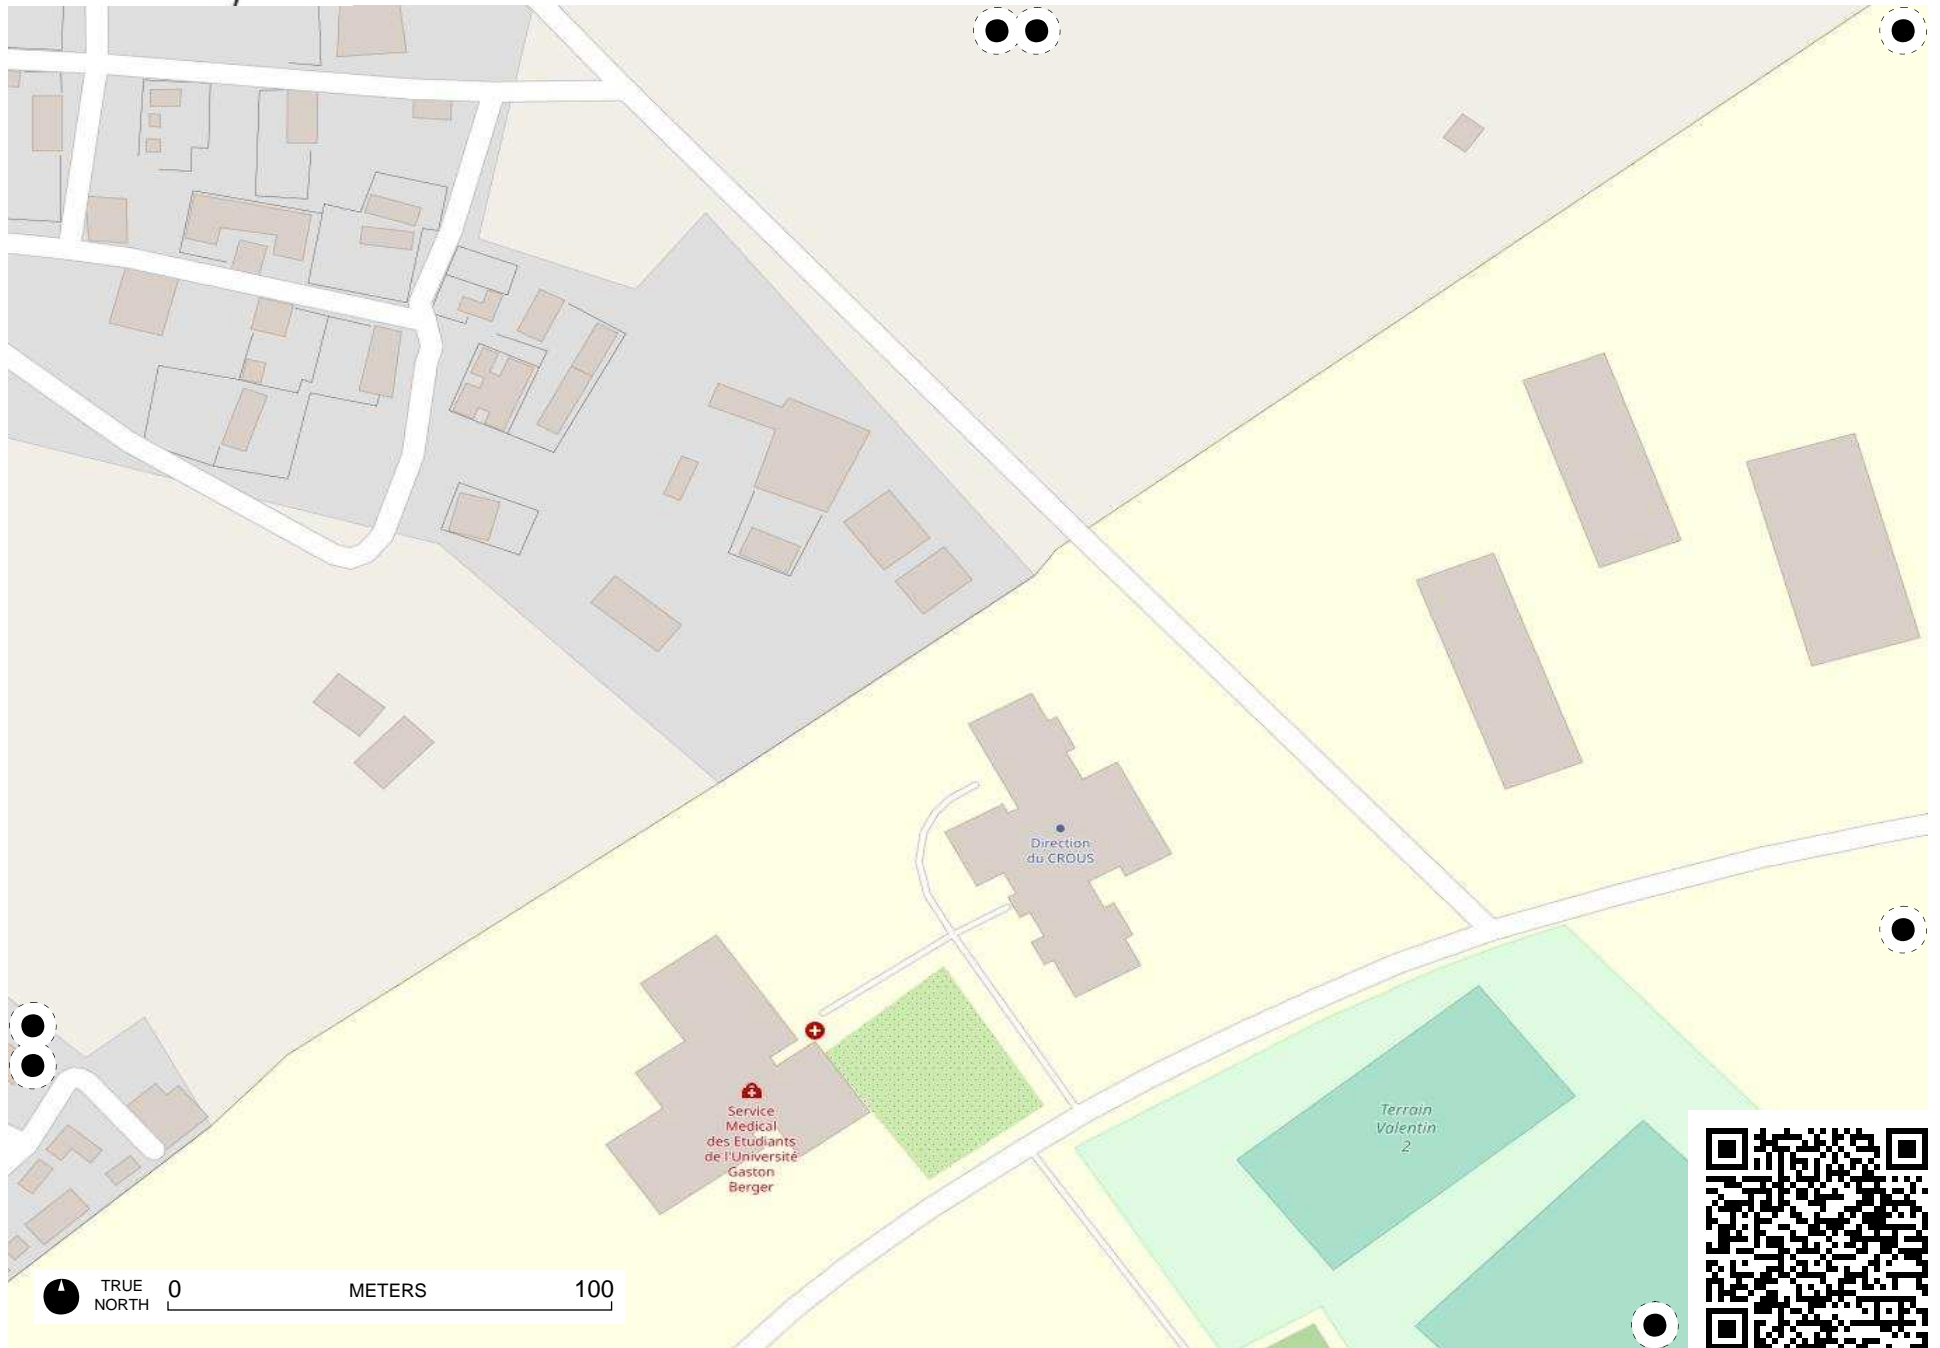 Direction
du CROUS
Service
Medical
des Etudiants
de l'Université
Gaston
Berger
Terrain
Valentin
2
TRUE
NORTH
0 METERS 100